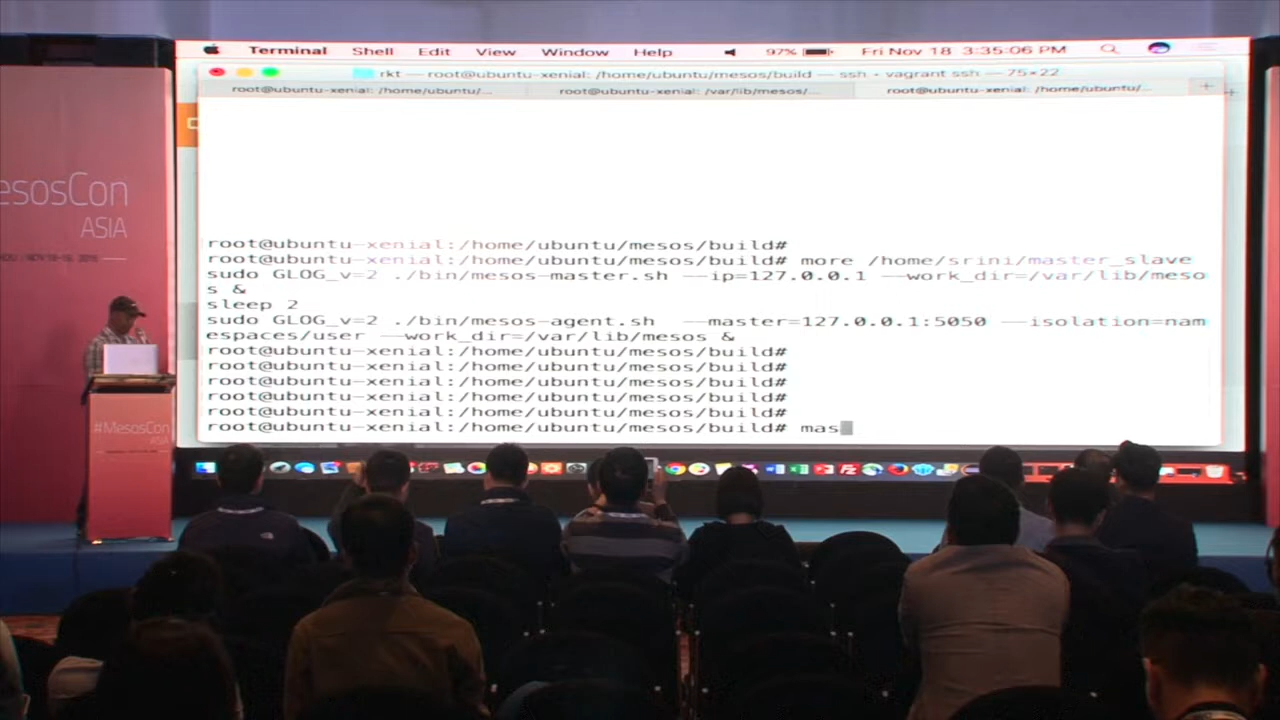 Terminal Shell Edit View Window Help 97% Fri Nov 18 3:35:06 PM
rkt — root@ubuntu-xenial: /home/ubuntu/mesos/build — ssh - vagrant ssh — 75×22
root@ubuntu-xenial: /home/ubuntu/... root@ubuntu-xenial: /var/lib/mesos/... root@ubuntu-xenial: /home/ubuntu/...
root@ubuntu-xenial:/home/ubuntu/mesos/build#
root@ubuntu-xenial:/home/ubuntu/mesos/build# more /home/srini/master_slave
sudo GLOG_v=2 ./bin/mesos-master.sh --ip=127.0.0.1 --work_dir=/var/lib/meso
s &
sleep 2
sudo GLOG_v=2 ./bin/mesos-agent.sh  --master=127.0.0.1:5050 --isolation=nam
espaces/user --work_dir=/var/lib/mesos &
root@ubuntu-xenial:/home/ubuntu/mesos/build#
root@ubuntu-xenial:/home/ubuntu/mesos/build#
root@ubuntu-xenial:/home/ubuntu/mesos/build#
root@ubuntu-xenial:/home/ubuntu/mesos/build#
root@ubuntu-xenial:/home/ubuntu/mesos/build#
root@ubuntu-xenial:/home/ubuntu/mesos/build# mas
esosCon
ASIA
#MesosCon
ASIA